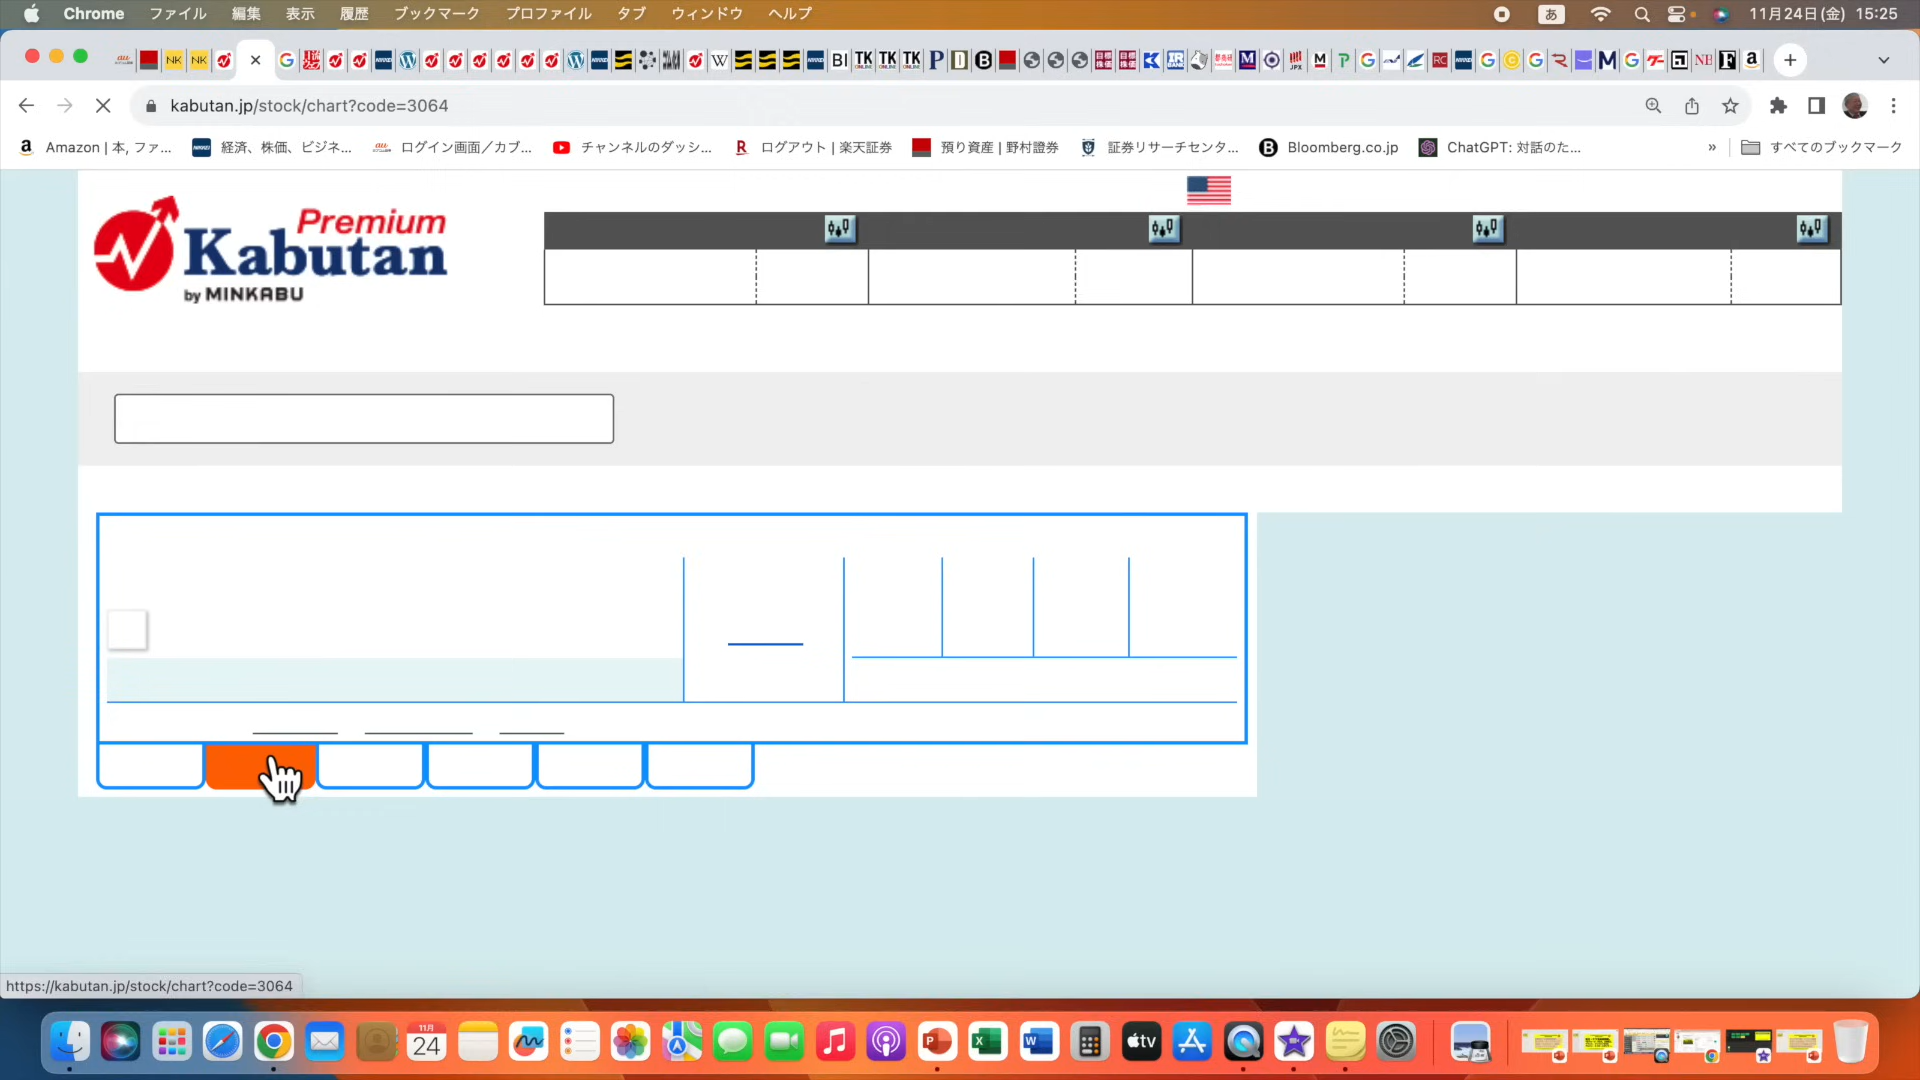 Chrome ファイル 編集 表示 履歴 ブックマーク プロファイル タブ ウィンドウ ヘルプ あ 11月24日(金) 15:25
kabutan.jp/stock/chart?code=3064
Amazon | 本, ファ... 経済、株価、ビジネ... ログイン画面／カブ... チャンネルのダッシ... ログアウト | 楽天証券 預り資産 | 野村證券 証券リサーチセンタ... Bloomberg.co.jp ChatGPT: 対話のた... » すべてのブックマーク
Premium
Kabutan
by MINKABU
https://kabutan.jp/stock/chart?code=3064
11月
24
tv